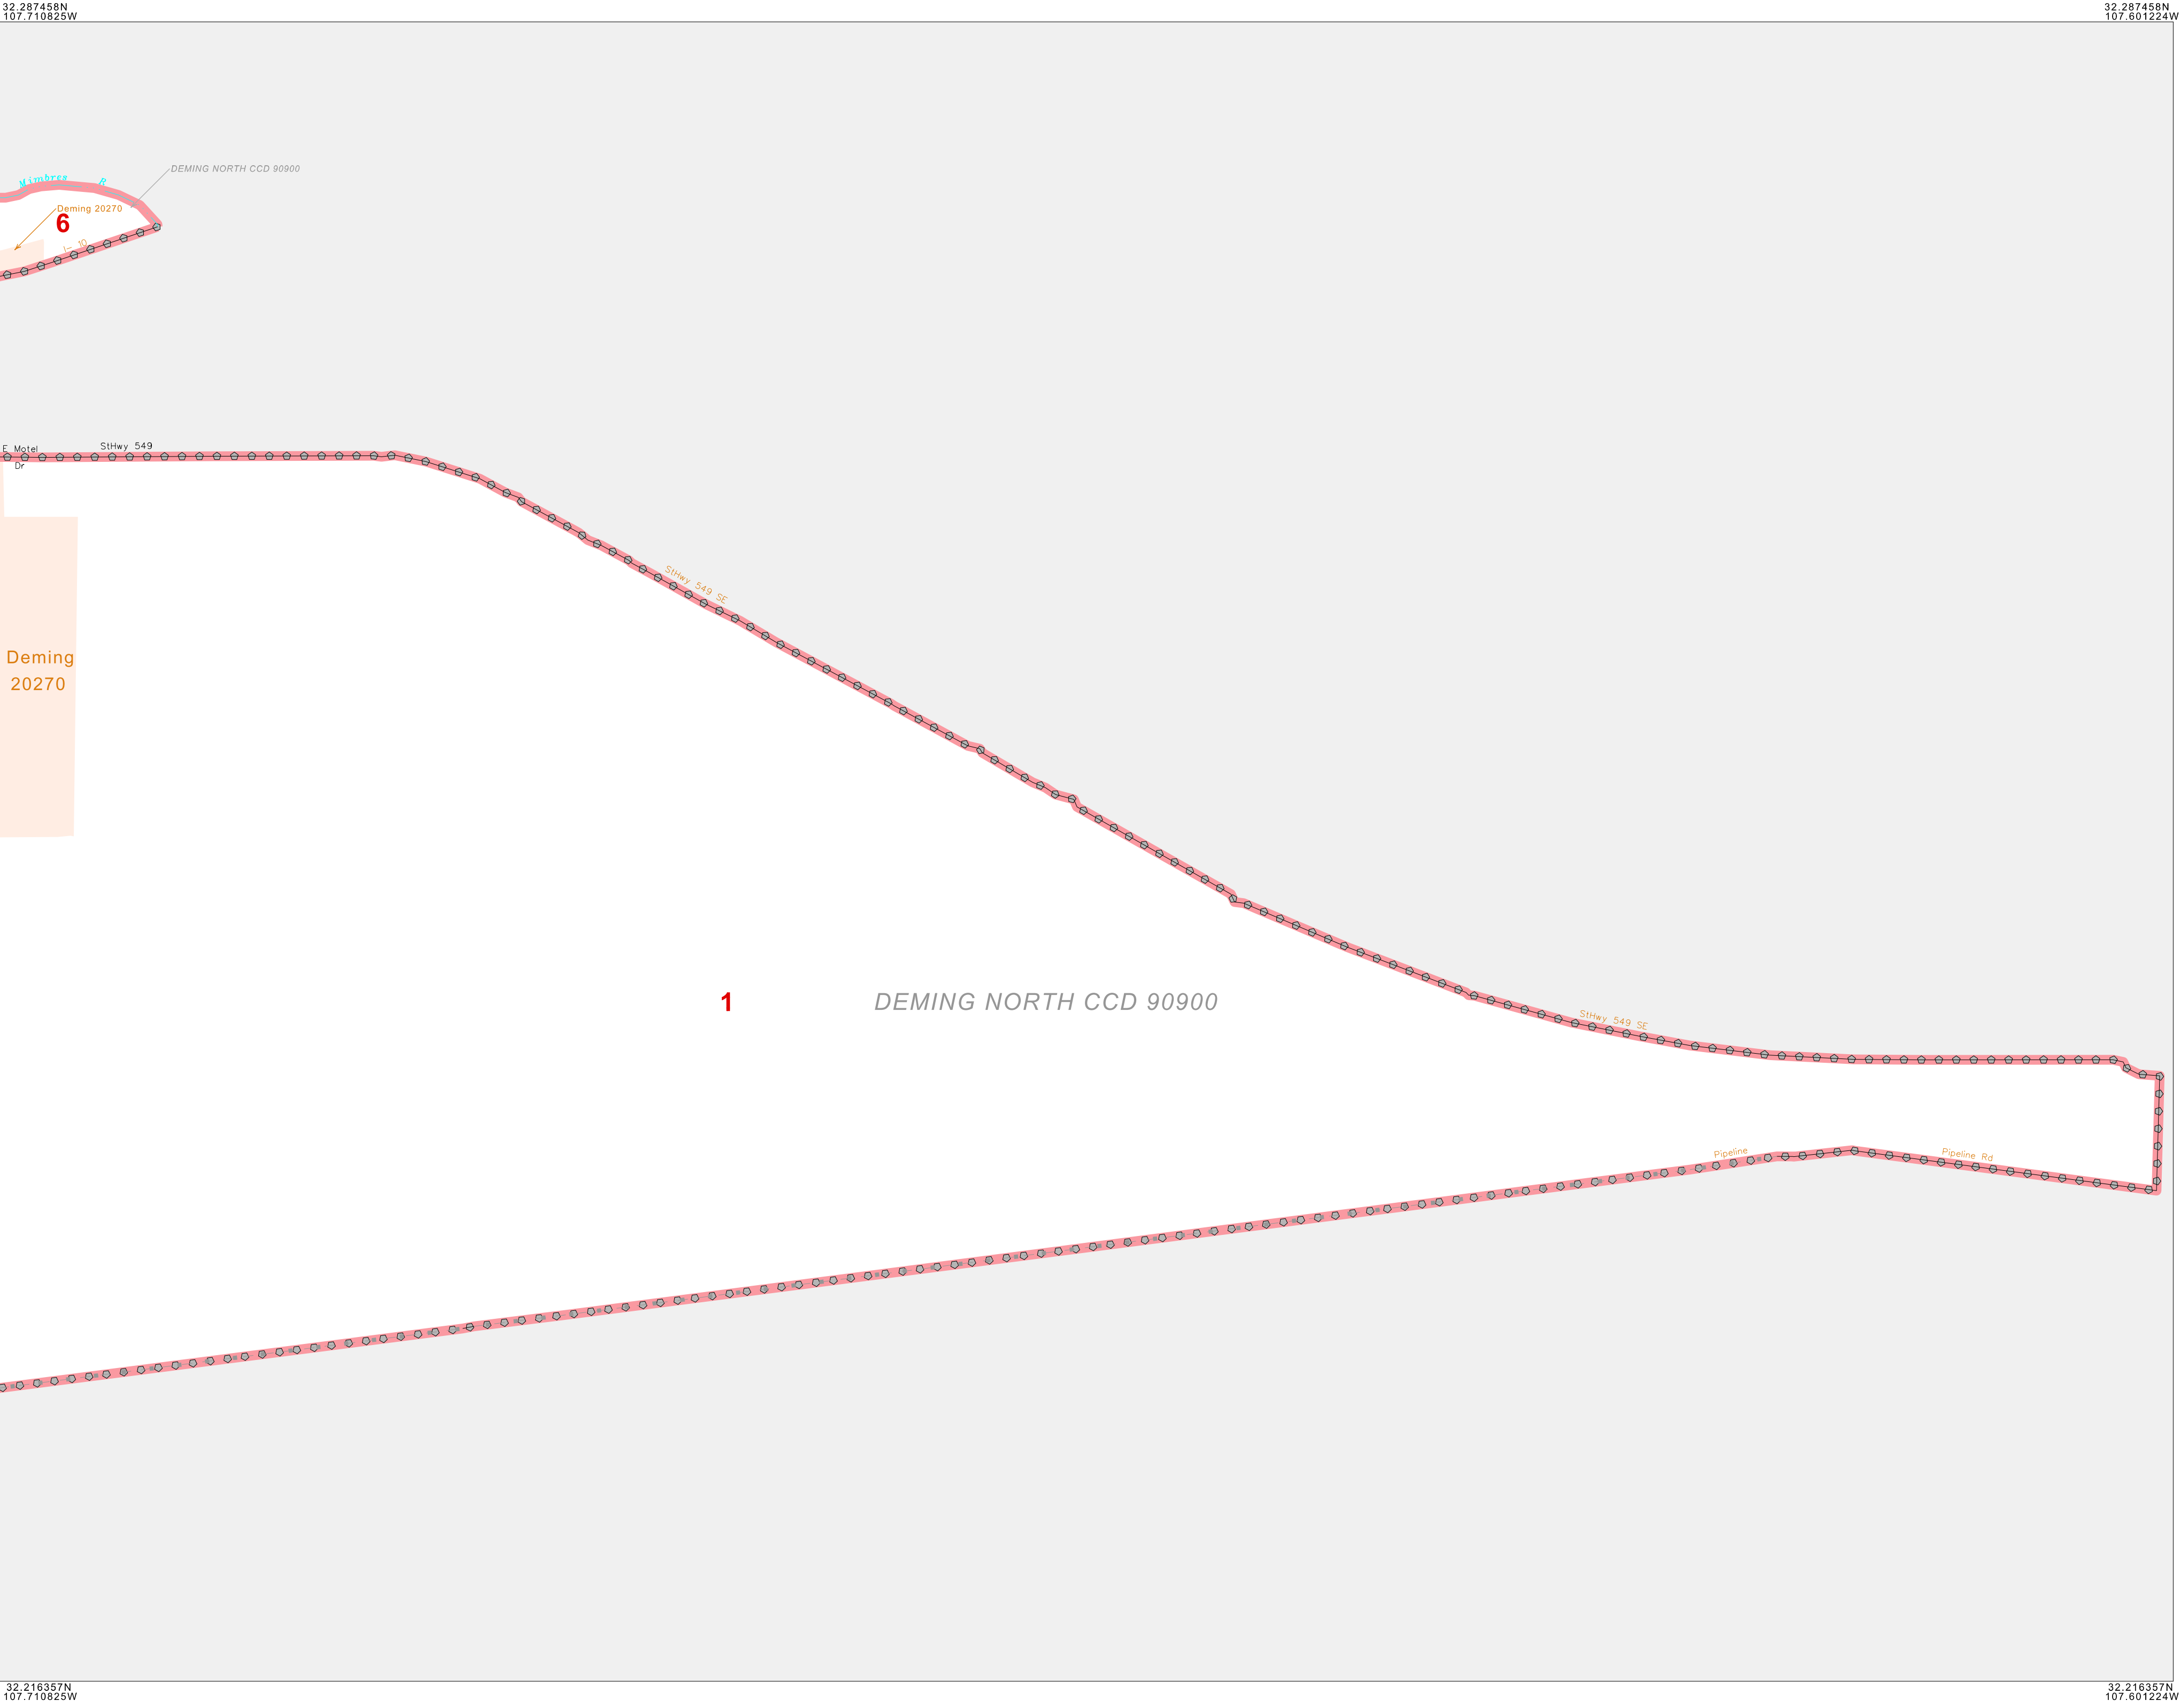 32.287458N
107.710825W
32.287458N
107.601224W
DEMING NORTH CCD 90900
Mimbres R
Deming 20270
6
I- 10
E Motel
Dr
StHwy 549
StHwy 549 SE
Deming
20270
1
DEMING NORTH CCD 90900
StHwy 549 SE
Pipeline
Pipeline Rd
32.216357N
107.710825W
32.216357N
107.601224W